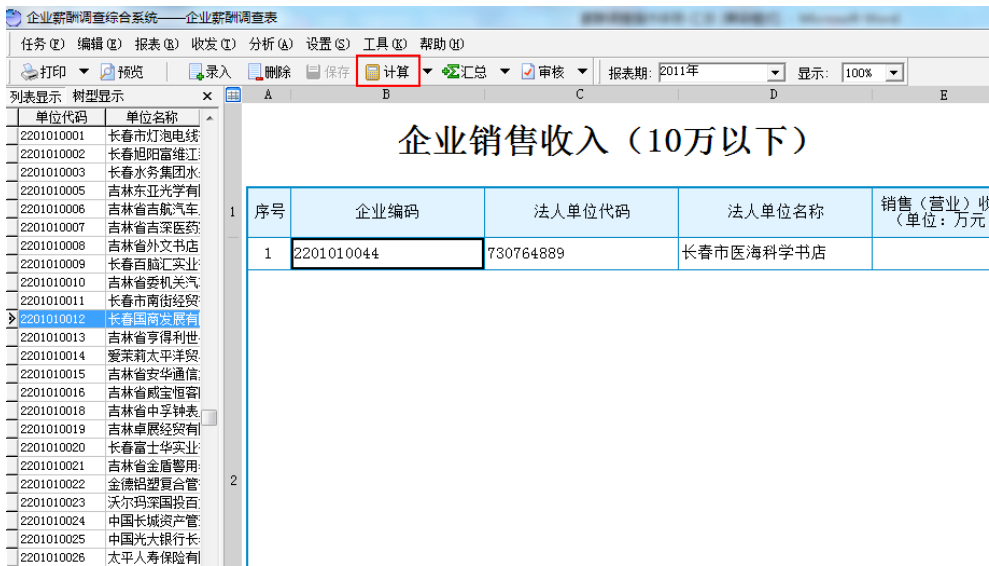 企业薪酬调查综合系统——企业薪酬调查表
任务(F) 编辑(E) 报表(R) 收发(T) 分析(A) 设置(S) 工具(K) 帮助(H)
打印 预览 录入 删除 保存 计算 汇总 审核 报表期: 2011年 显示: 100%
列表显示 树型显示 × A B C D E
单位代码 单位名称
2201010001 长春市灯泡电线
2201010002 长春旭阳富维江
2201010003 长春水务集团水
2201010005 吉林东亚光学有
2201010006 吉林省吉航汽车
2201010007 吉林省吉深医药
2201010008 吉林省外文书店
2201010009 长春百脑汇实业
2201010010 吉林省委机关汽
2201010011 长春市南街经贸
2201010012 长春国商发展有
2201010013 吉林省亨得利世
2201010014 爱茉莉太平洋贸
2201010015 吉林省安华通信
2201010016 吉林省威宝恒客
2201010018 吉林省中孚钟表
2201010019 吉林卓展经贸有
2201010020 长春富士华实业
2201010021 吉林省金盾警用
2201010022 金德铝塑复合管
2201010023 沃尔玛深国投百
2201010024 中国长城资产管
2201010025 中国光大银行长
2201010026 太平人寿保险有
企业销售收入（10万以下）
1 序号 企业编码 法人单位代码 法人单位名称 销售（营业）收
（单位：万元
1 2201010044 730764889 长春市医海科学书店
2